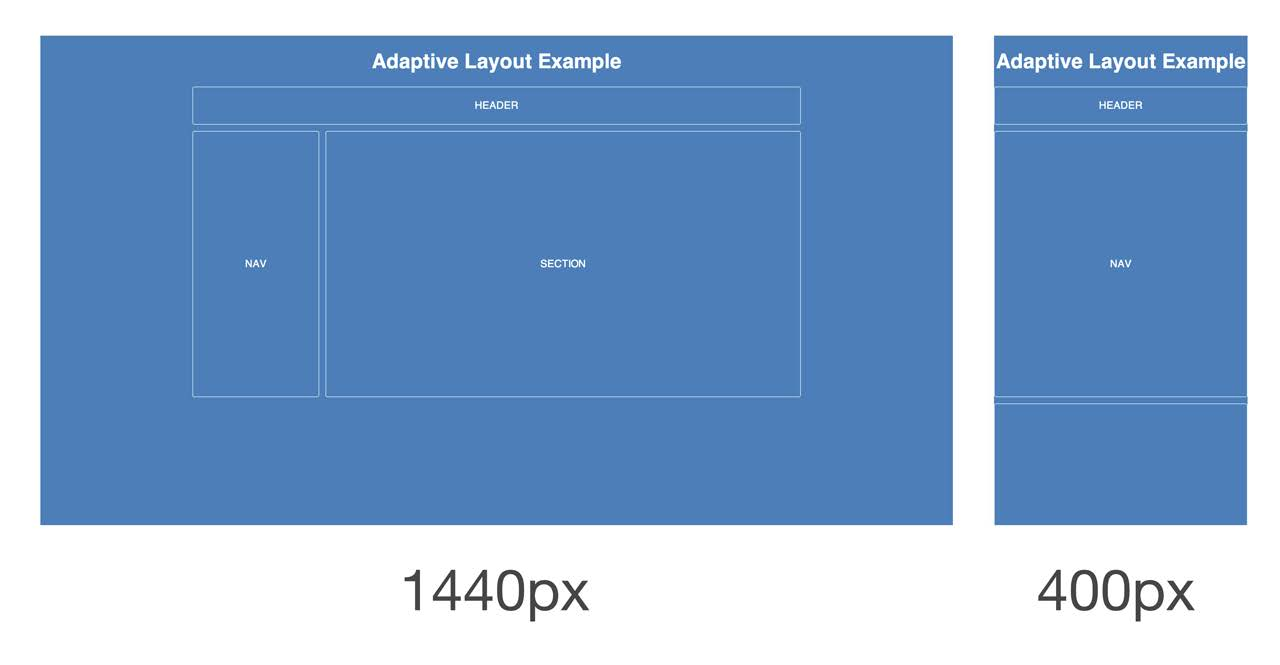 Adaptive Layout Example
HEADER
NAV
SECTION
1440px
Adaptive Layout Example
HEADER
NAV
400px